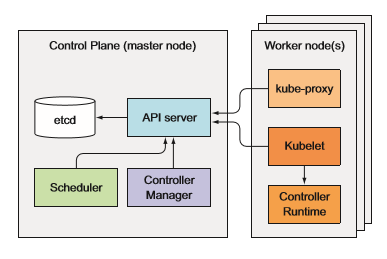 Control Plane (master node)
Worker node(s)
etcd
API server
kube-proxy
Kubelet
Scheduler
Controller
Manager
Controller
Runtime